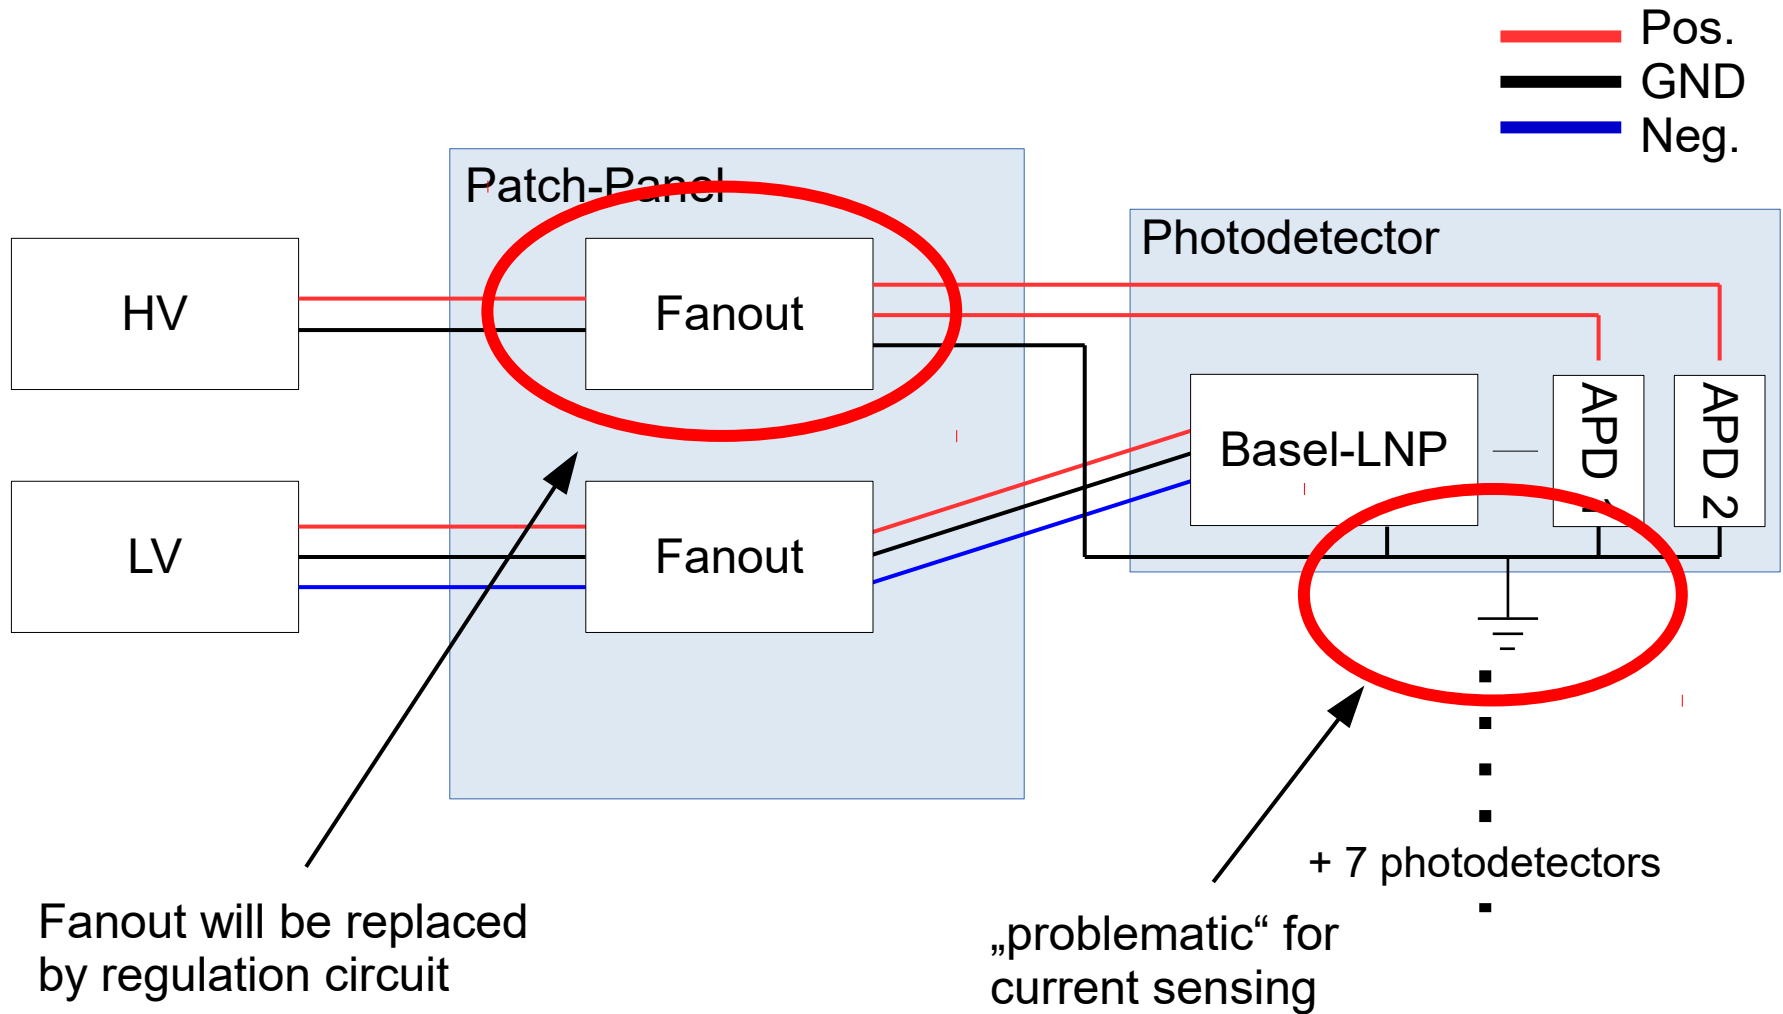 Pos.
GND
Neg.
Patch-Panel
Photodetector
HV
Fanout
APD 1
APD 2
Basel-LNP
LV
Fanout
+ 7 photodetectors
Fanout will be replaced
by regulation circuit
„problematic“ for
current sensing